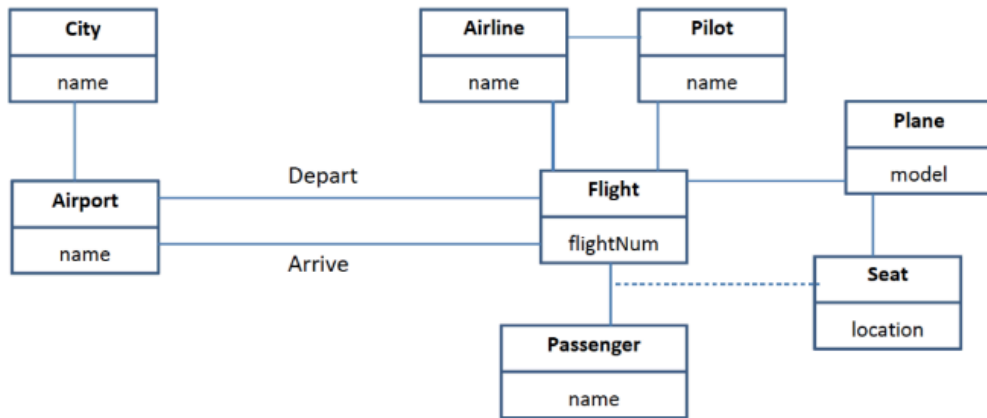 City
name
Airline
name
Pilot
name
Plane
model
Airport
name
Depart
Arrive
Flight
flightNum
Seat
location
Passenger
name